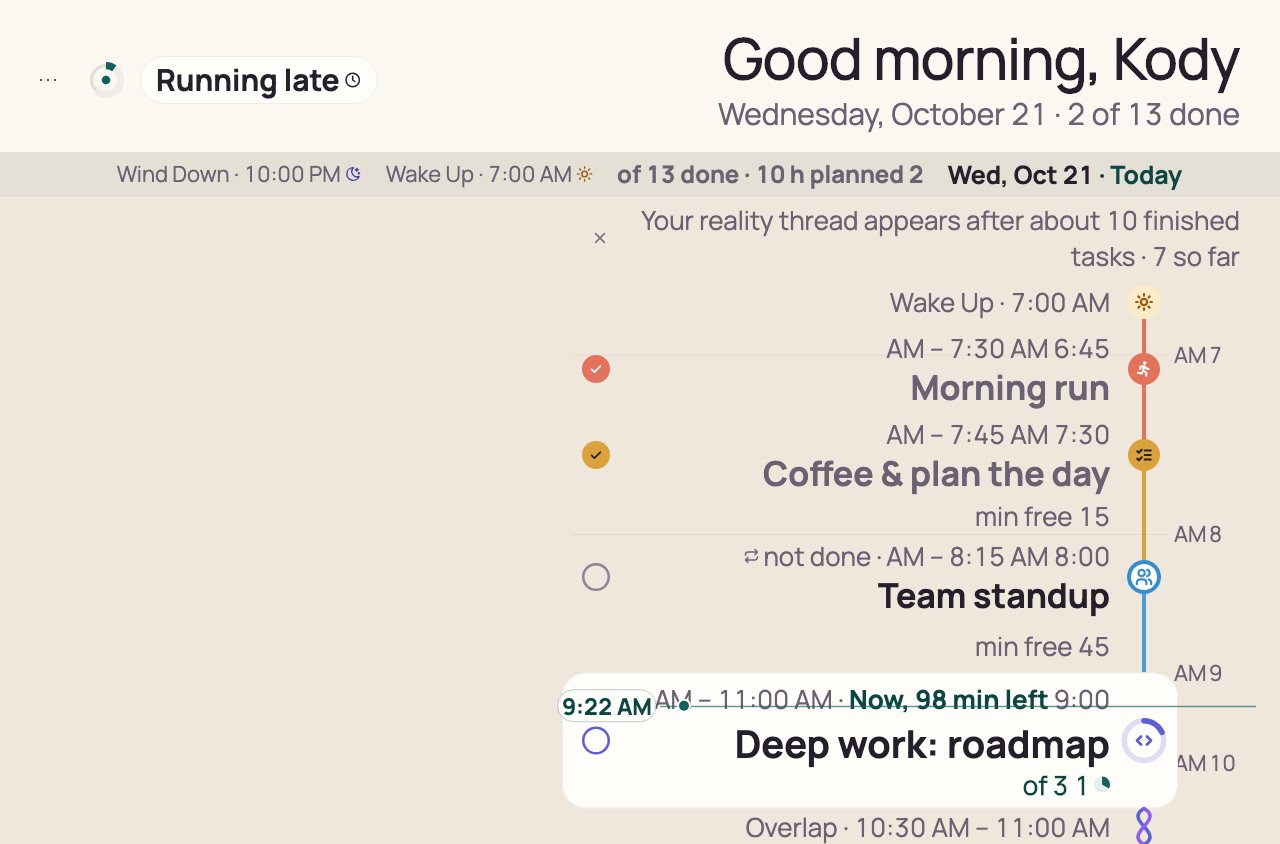 Good morning, Kody
Wednesday, October 21 · 2 of 13 done
Running late
Wind Down · 10:00 PM
Wake Up · 7:00 AM
of 13 done · 10 h planned 2
Wed, Oct 21 · Today
Your reality thread appears after about 10 finished
tasks · 7 so far
Wake Up · 7:00 AM
AM – 7:30 AM 6:45
AM 7
Morning run
AM – 7:45 AM 7:30
Coffee & plan the day
min free 15
AM 8
not done · AM – 8:15 AM 8:00
Team standup
min free 45
AM 9
9:22 AM
AM – 11:00 AM · Now, 98 min left 9:00
Deep work: roadmap
AM 10
of 3 1
Overlap · 10:30 AM – 11:00 AM